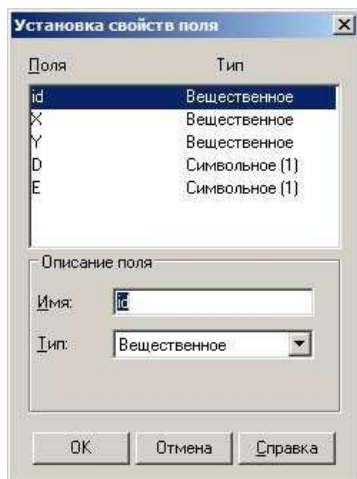 Установка свойств поля
Поля Тип
id Вещественное
X Вещественное
Y Вещественное
D Символьное (1)
E Символьное (1)
Описание поля
Имя: id
Тип: Вещественное
OK Отмена Справка